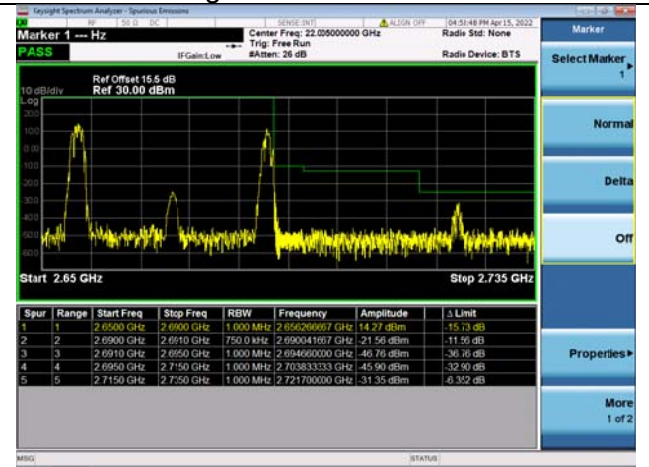 Keysight Spectrum Analyzer - Spurious Emissions
RF 50 Ω DC SENSE:INT ALIGN OFF 04:51:48 PM Apr 15, 2022
Marker 1 --- Hz Center Freq: 22.005000000 GHz Radio Std: None Marker
Trig: Free Run
PASS IFGain:Low #Atten: 26 dB Radio Device: BTS
Select Marker
1
Ref Offset 15.5 dB
10 dB/div Ref 30.00 dBm
Log
Normal
Delta
Off
Start 2.65 GHz Stop 2.735 GHz
Spur Range Start Freq Stop Freq RBW Frequency Amplitude Δ Limit
1 1 2.6500 GHz 2.6900 GHz 1.000 MHz 2.656266667 GHz 14.27 dBm -15.73 dB
2 2 2.6900 GHz 2.6910 GHz 750.0 kHz 2.690041667 GHz -21.56 dBm -11.56 dB
3 3 2.6910 GHz 2.6950 GHz 1.000 MHz 2.694660000 GHz -46.76 dBm -36.76 dB
4 4 2.6950 GHz 2.7150 GHz 1.000 MHz 2.703833333 GHz -45.90 dBm -32.90 dB
5 5 2.7150 GHz 2.7350 GHz 1.000 MHz 2.721700000 GHz -31.35 dBm -6.352 dB
Properties
More
1 of 2
MSG STATUS